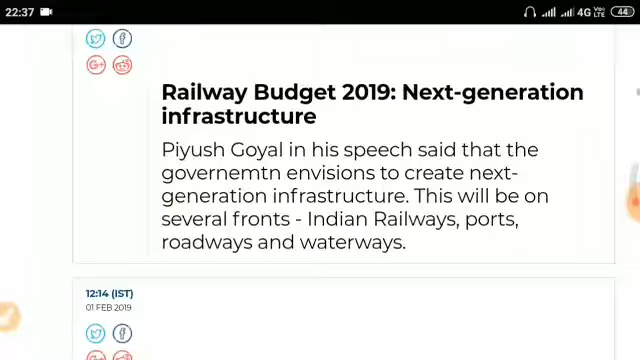 22:37 4G Vo LTE 44
G+
Railway Budget 2019: Next-generation
infrastructure
Piyush Goyal in his speech said that the
governemtn envisions to create next-
generation infrastructure. This will be on
several fronts - Indian Railways, ports,
roadways and waterways.
12:14 (IST)
01 FEB 2019